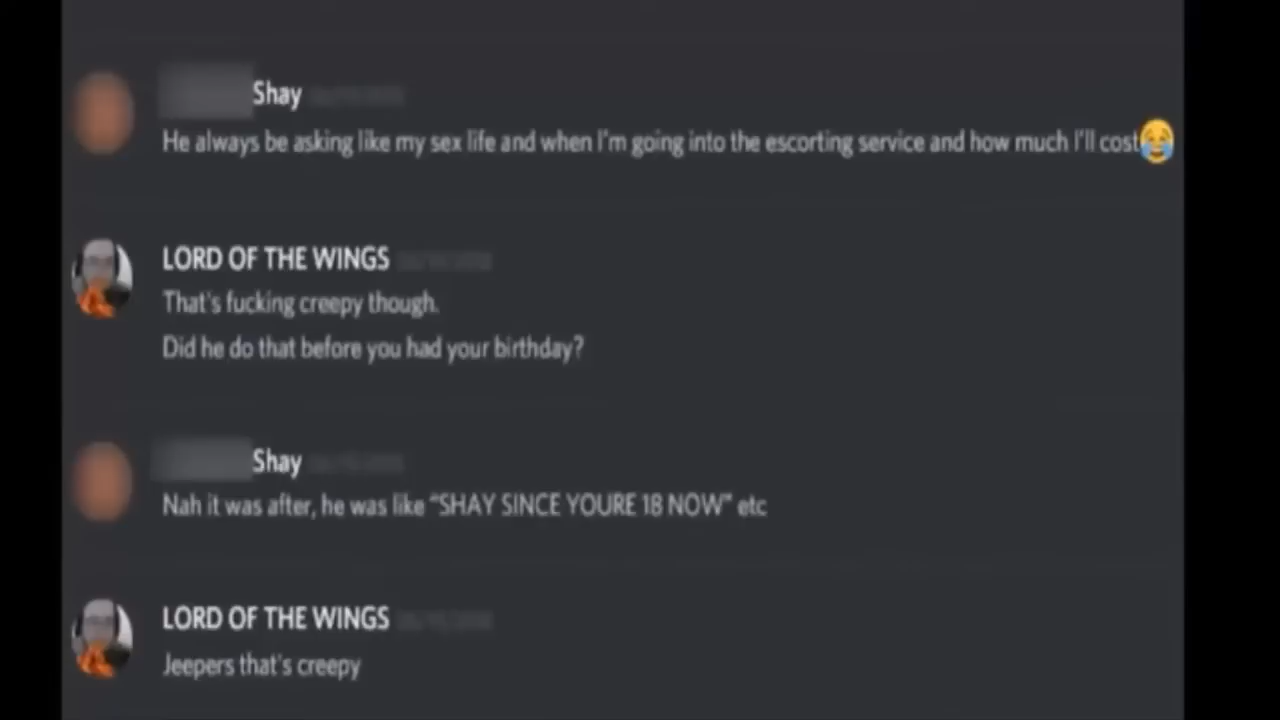 Shay
He always be asking like my sex life and when I'm going into the escorting service and how much I'll cost😂
LORD OF THE WINGS
That's fucking creepy though.
Did he do that before you had your birthday?
Shay
Nah it was after, he was like "SHAY SINCE YOURE 18 NOW" etc
LORD OF THE WINGS
Jeepers that's creepy